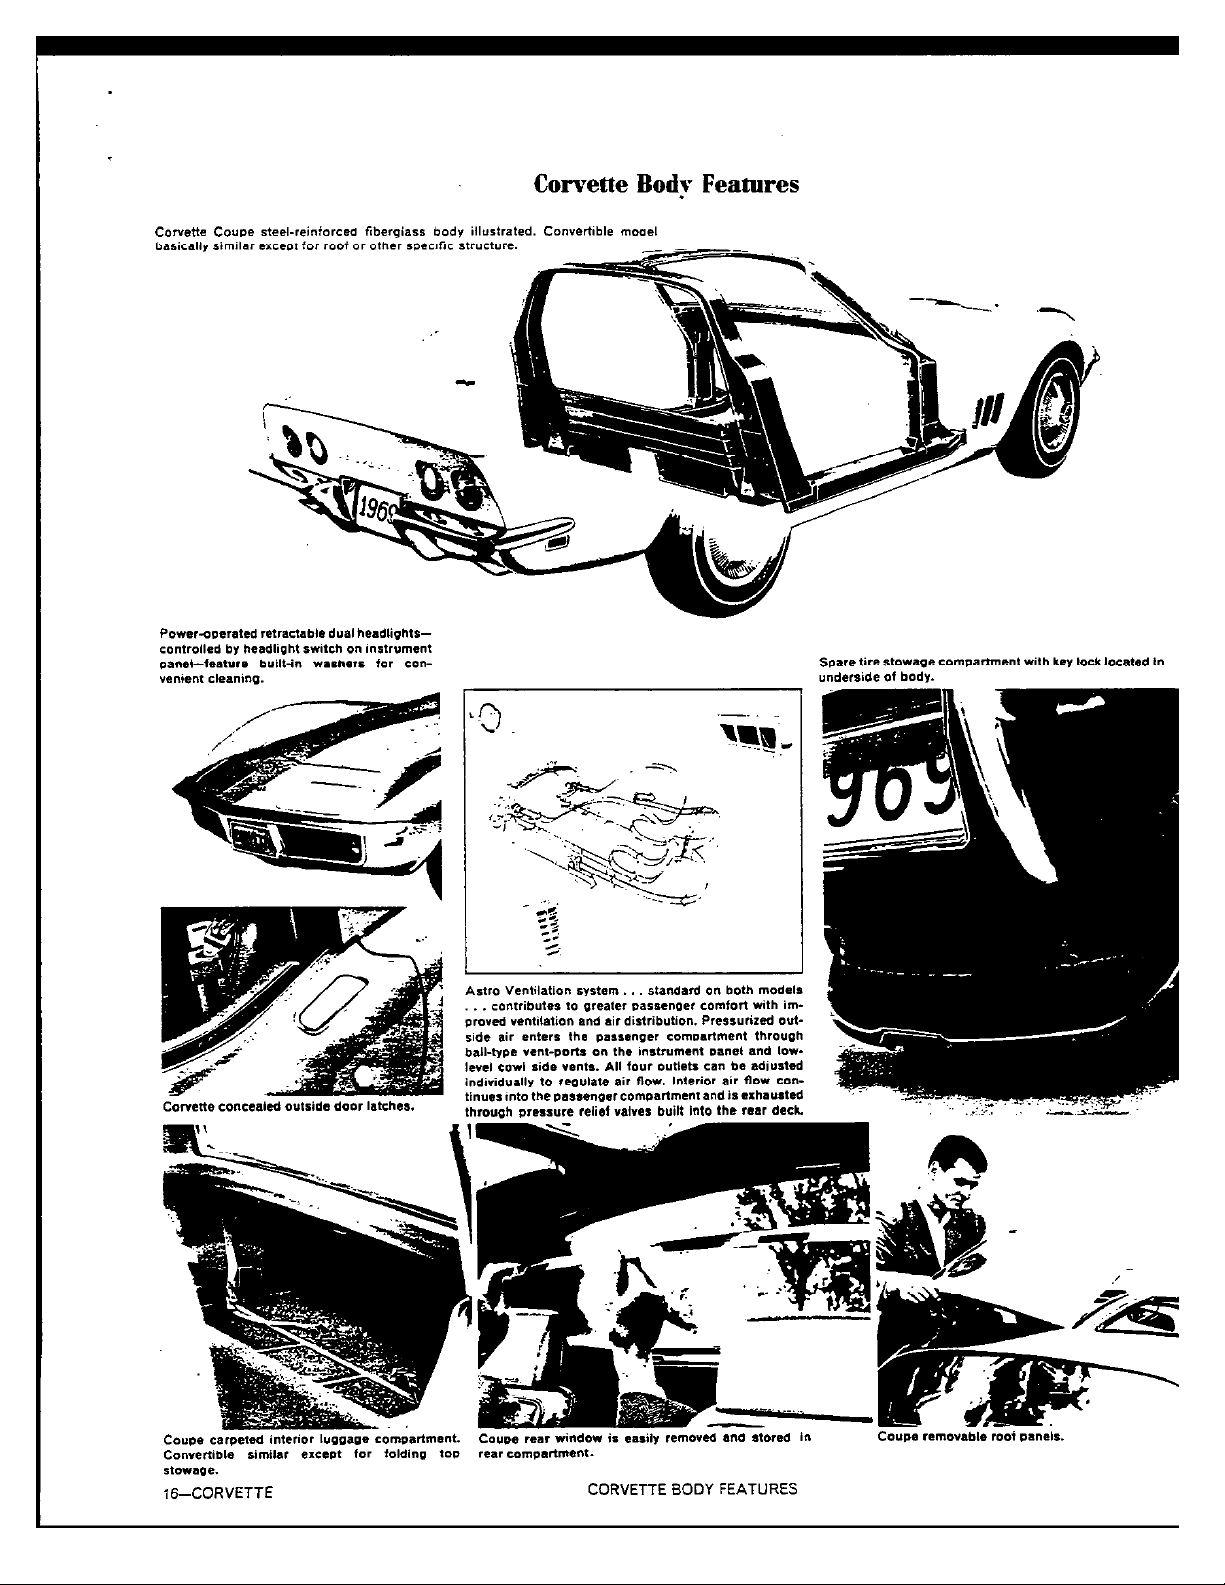 Corvette Body Features
Corvette Coupe steel-reinforced fiberglass body illustrated. Convertible model
basically similar except for roof or other specific structure.
1969
Power-operated retractable dual headlights—
controlled by headlight switch on instrument
panel—feature built-in washers for con-
venient cleaning.
Spare tire stowage compartment with key lock located in
underside of body.
969
Astro Ventilation system . . . standard on both models
. . . contributes to greater passenger comfort with im-
proved ventilation and air distribution. Pressurized out-
side air enters the passenger compartment through
ball-type vent-ports on the instrument panel and low-
level cowl side vents. All four outlets can be adjusted
individually to regulate air flow. Interior air flow con-
tinues into the passenger compartment and is exhausted
through pressure relief valves built into the rear deck.
Corvette concealed outside door latches.
Coupe carpeted interior luggage compartment.
Convertible similar except for folding top
stowage.
Coupe rear window is easily removed and stored in
rear compartment.
Coupe removable roof panels.
16—CORVETTE
CORVETTE BODY FEATURES